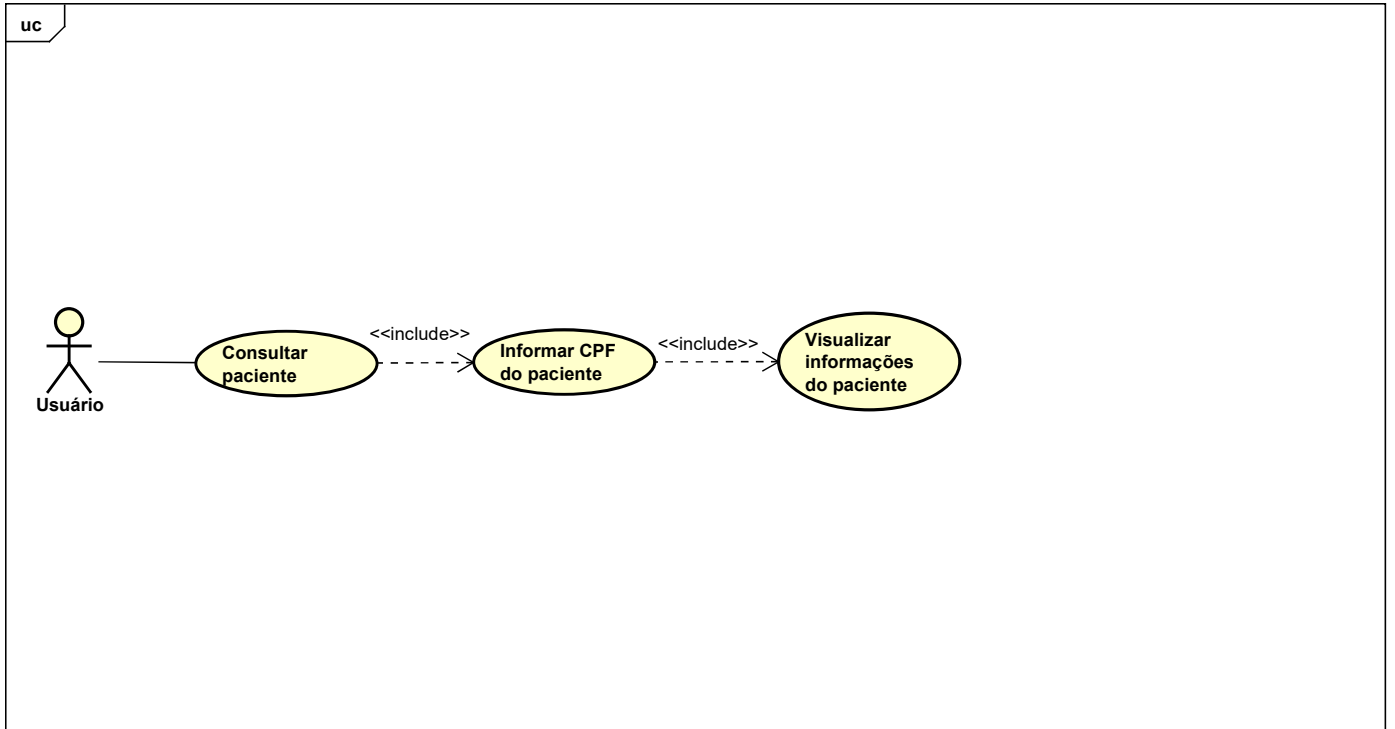 uc
<<include>>
<<include>>
Consultar
paciente
Informar CPF
do paciente
Visualizar
informações
do paciente
Usuário